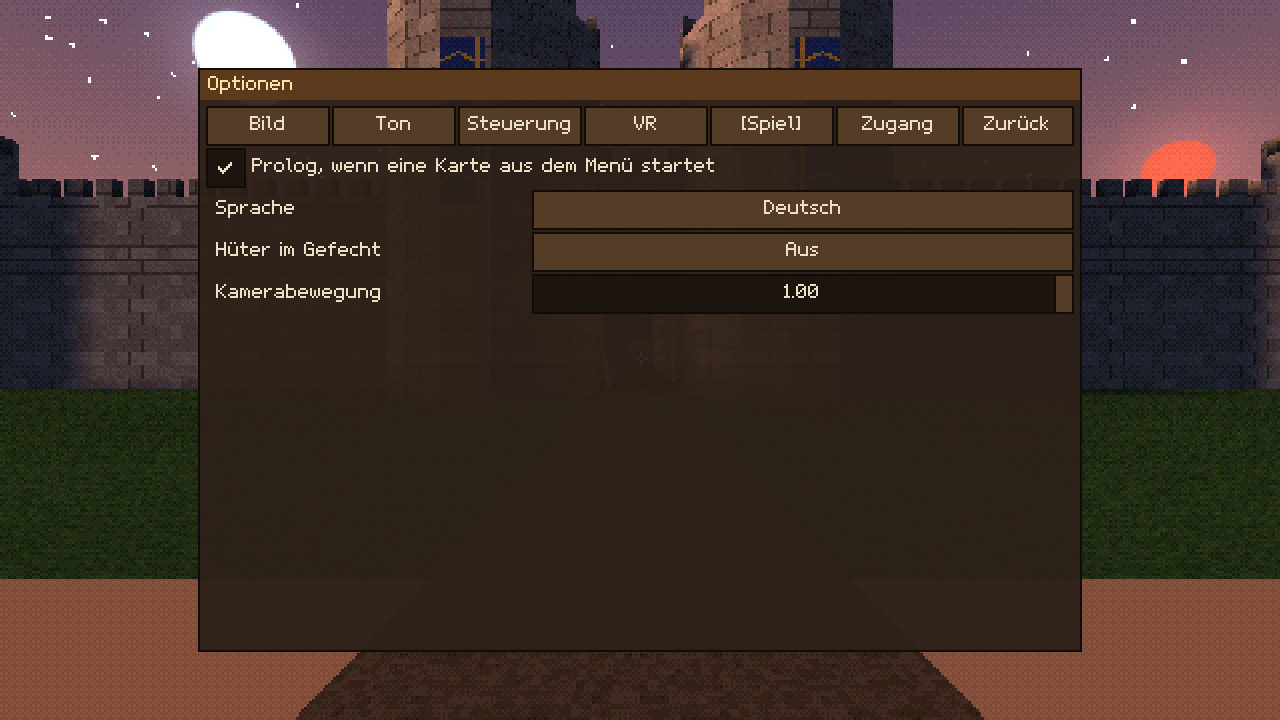 Optionen
Bild Ton Steuerung VR [Spiel] Zugang Zurück
Prolog, wenn eine Karte aus dem Menü startet
Sprache Deutsch
Hüter im Gefecht Aus
Kamerabewegung 1.00